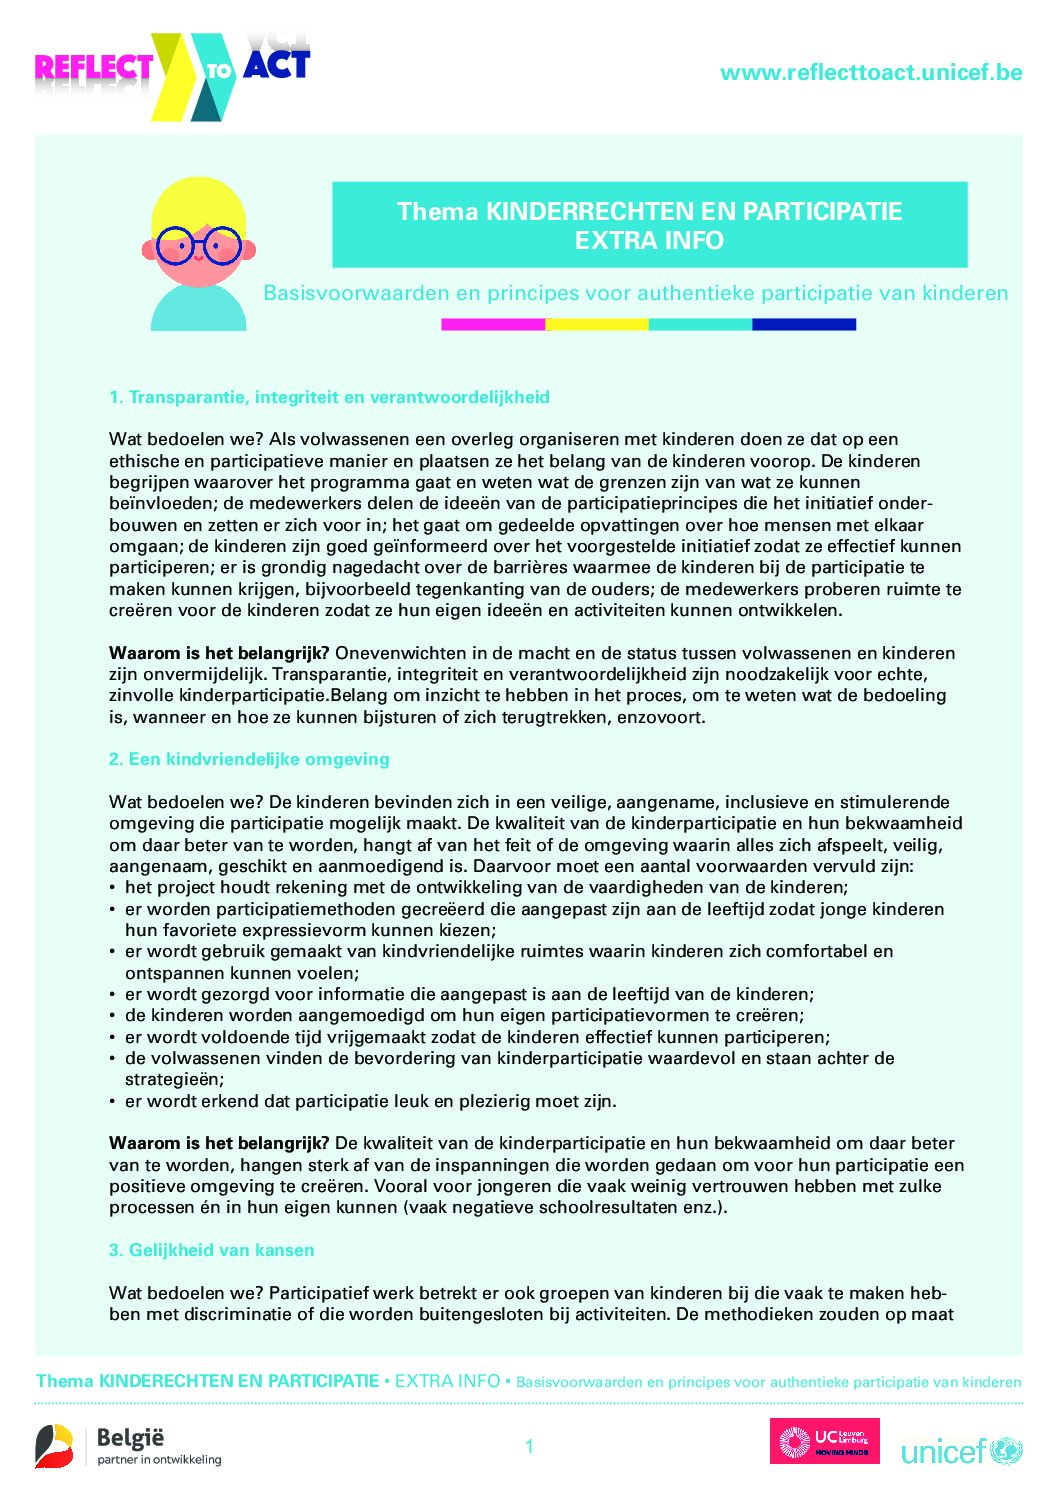 REFLECT TO ACT
www.reflecttoact.unicef.be
Thema KINDERRECHTEN EN PARTICIPATIE
EXTRA INFO
Basisvoorwaarden en principes voor authentieke participatie van kinderen
1. Transparantie, integriteit en verantwoordelijkheid
Wat bedoelen we? Als volwassenen een overleg organiseren met kinderen doen ze dat op een
ethische en participatieve manier en plaatsen ze het belang van de kinderen voorop. De kinderen
begrijpen waarover het programma gaat en weten wat de grenzen zijn van wat ze kunnen
beïnvloeden; de medewerkers delen de ideeën van de participatieprincipes die het initiatief onder-
bouwen en zetten er zich voor in; het gaat om gedeelde opvattingen over hoe mensen met elkaar
omgaan; de kinderen zijn goed geïnformeerd over het voorgestelde initiatief zodat ze effectief kunnen
participeren; er is grondig nagedacht over de barrières waarmee de kinderen bij de participatie te
maken kunnen krijgen, bijvoorbeeld tegenkanting van de ouders; de medewerkers proberen ruimte te
creëren voor de kinderen zodat ze hun eigen ideeën en activiteiten kunnen ontwikkelen.
Waarom is het belangrijk? Onevenwichten in de macht en de status tussen volwassenen en kinderen
zijn onvermijdelijk. Transparantie, integriteit en verantwoordelijkheid zijn noodzakelijk voor echte,
zinvolle kinderparticipatie.Belang om inzicht te hebben in het proces, om te weten wat de bedoeling
is, wanneer en hoe ze kunnen bijsturen of zich terugtrekken, enzovoort.
2. Een kindvriendelijke omgeving
Wat bedoelen we? De kinderen bevinden zich in een veilige, aangename, inclusieve en stimulerende
omgeving die participatie mogelijk maakt. De kwaliteit van de kinderparticipatie en hun bekwaamheid
om daar beter van te worden, hangt af van het feit of de omgeving waarin alles zich afspeelt, veilig,
aangenaam, geschikt en aanmoedigend is. Daarvoor moet een aantal voorwaarden vervuld zijn:
• het project houdt rekening met de ontwikkeling van de vaardigheden van de kinderen;
• er worden participatiemethoden gecreëerd die aangepast zijn aan de leeftijd zodat jonge kinderen
hun favoriete expressievorm kunnen kiezen;
• er wordt gebruik gemaakt van kindvriendelijke ruimtes waarin kinderen zich comfortabel en
ontspannen kunnen voelen;
• er wordt gezorgd voor informatie die aangepast is aan de leeftijd van de kinderen;
• de kinderen worden aangemoedigd om hun eigen participatievormen te creëren;
• er wordt voldoende tijd vrijgemaakt zodat de kinderen effectief kunnen participeren;
• de volwassenen vinden de bevordering van kinderparticipatie waardevol en staan achter de
strategieën;
• er wordt erkend dat participatie leuk en plezierig moet zijn.
Waarom is het belangrijk? De kwaliteit van de kinderparticipatie en hun bekwaamheid om daar beter
van te worden, hangen sterk af van de inspanningen die worden gedaan om voor hun participatie een
positieve omgeving te creëren. Vooral voor jongeren die vaak weinig vertrouwen hebben met zulke
processen én in hun eigen kunnen (vaak negatieve schoolresultaten enz.).
3. Gelijkheid van kansen
Wat bedoelen we? Participatief werk betrekt er ook groepen van kinderen bij die vaak te maken heb-
ben met discriminatie of die worden buitengesloten bij activiteiten. De methodieken zouden op maat
Thema KINDERECHTEN EN PARTICIPATIE • EXTRA INFO • Basisvoorwaarden en principes voor authentieke participatie van kinderen
België
partner in ontwikkeling
1
UC Leuven
Limburg
MOVING MINDS
unicef